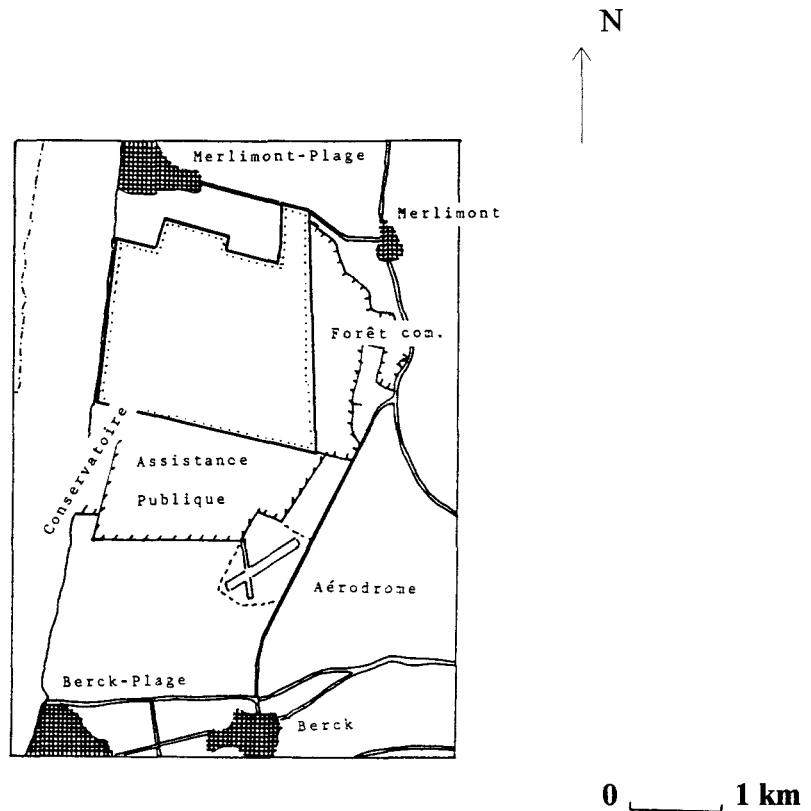 N
Merlimont-Plage
Merlimont
Forêt com.
Conservatoire
Assistance
Publique
Aérodrome
Berck-Plage
Berck
0 1 km